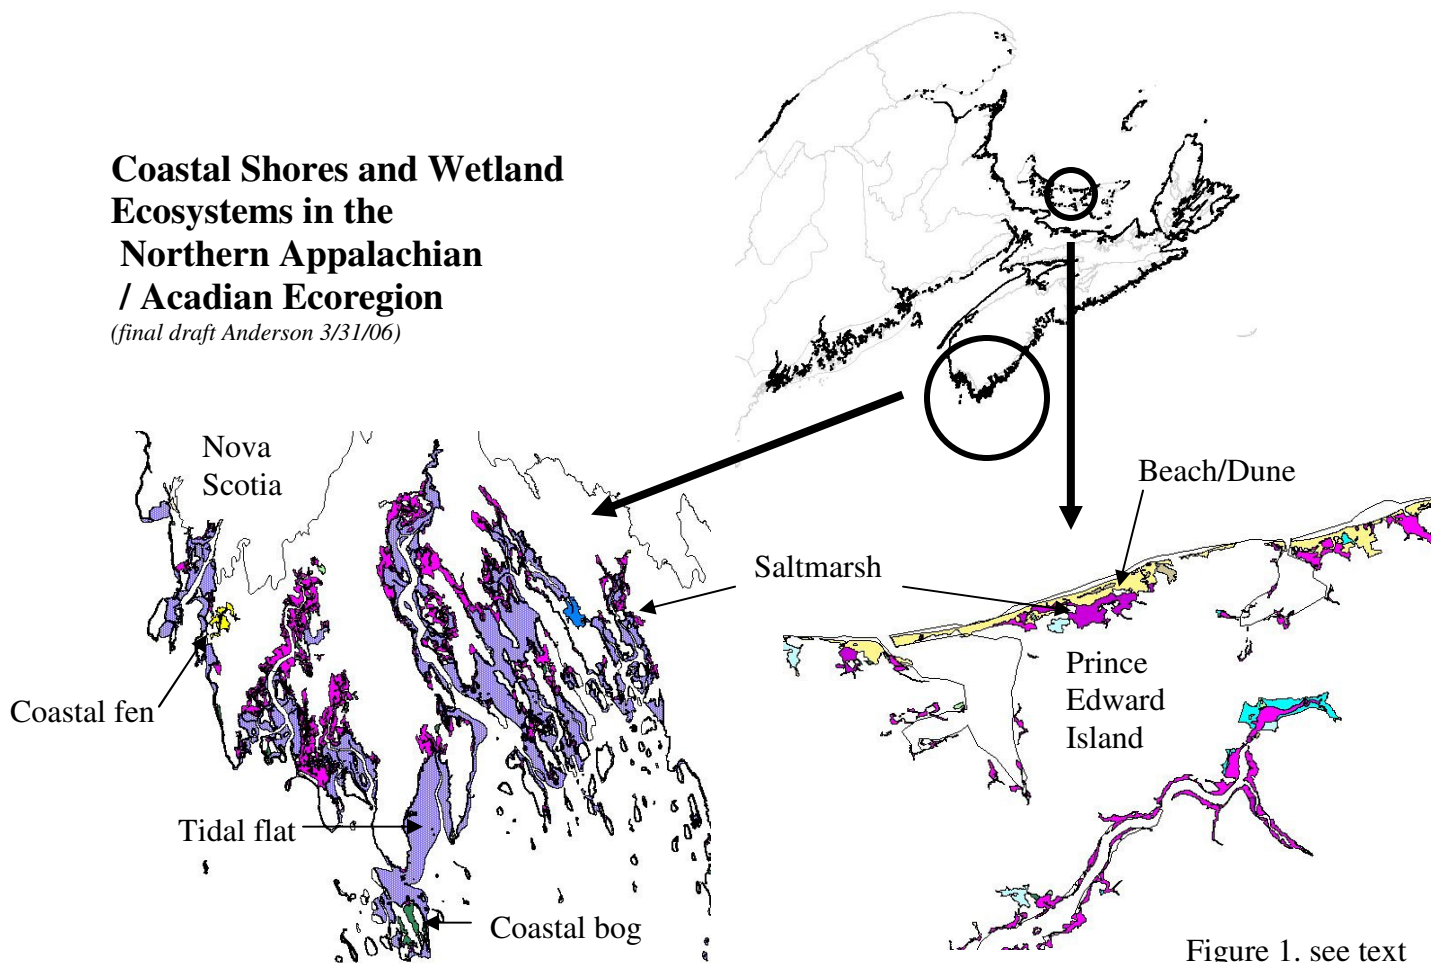 Coastal Shores and Wetland
Ecosystems in the
Northern Appalachian
/ Acadian Ecoregion
(final draft Anderson 3/31/06)
Nova
Scotia
Beach/Dune
Saltmarsh
Prince
Edward
Island
Coastal fen
Tidal flat
Coastal bog
Figure 1. see text